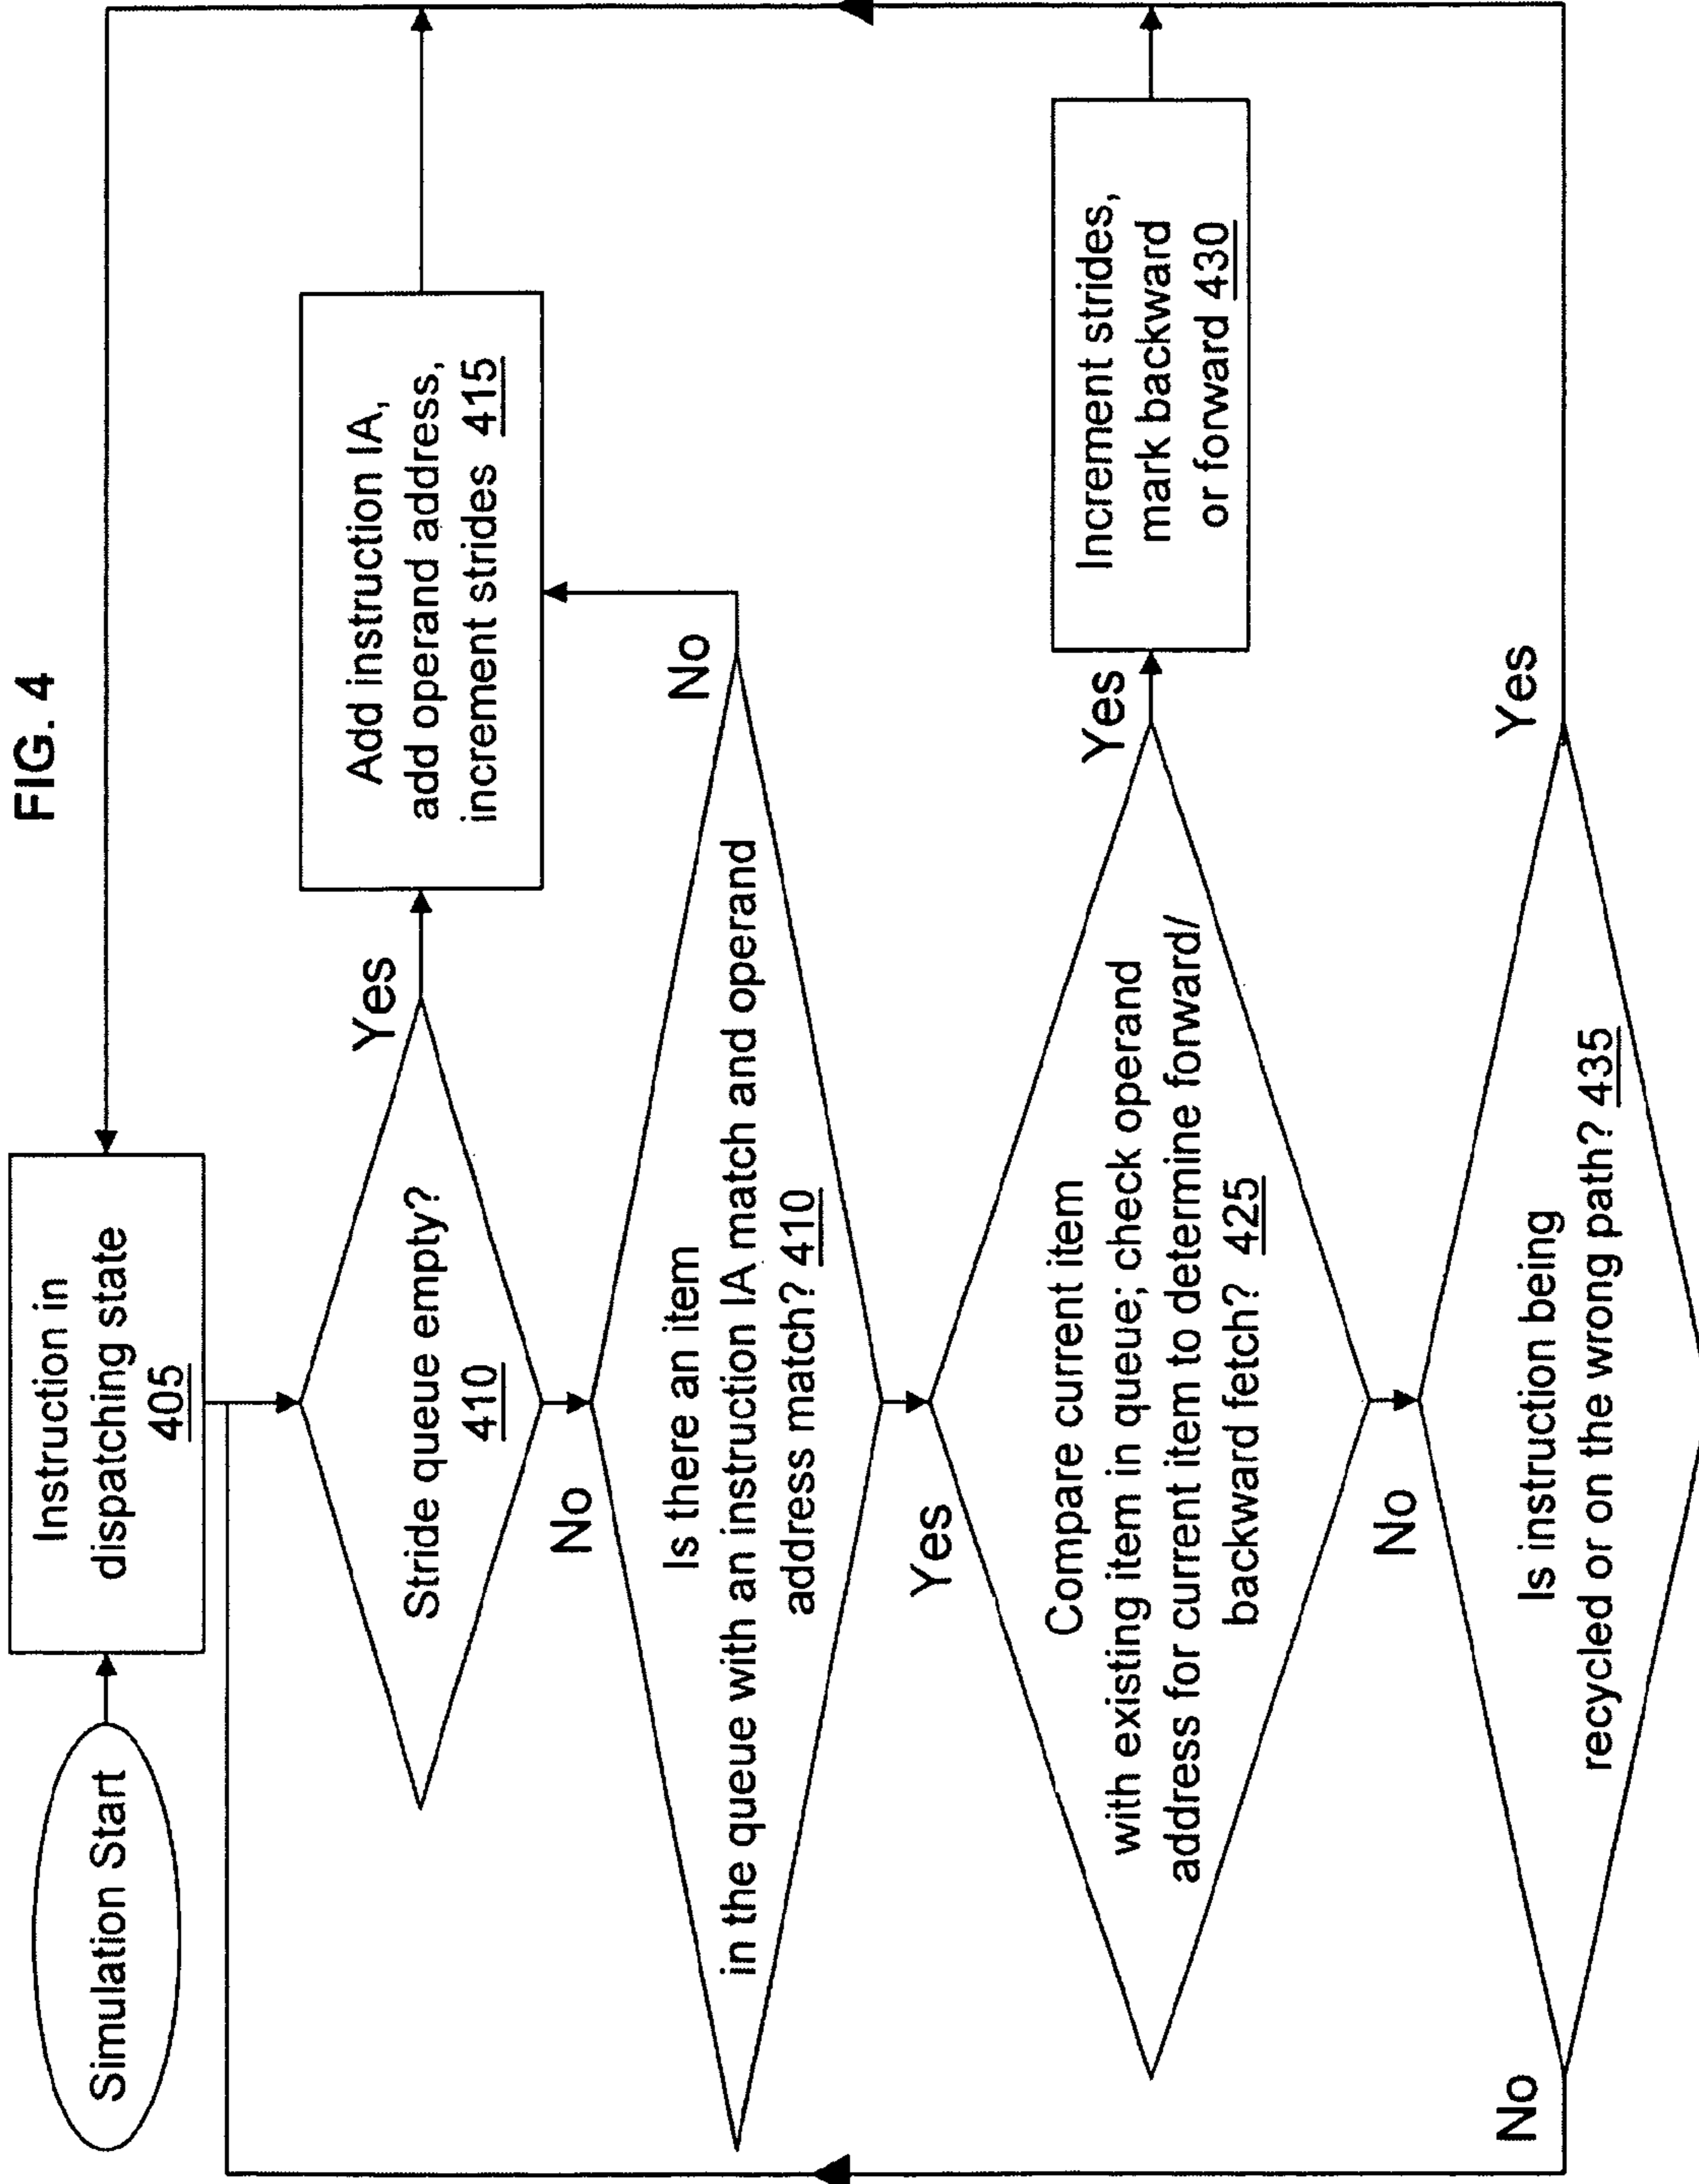 FIG. 4
Simulation Start
Instruction in
dispatching state
405
Stride queue empty?
410
Yes
No
Add instruction IA,
add operand address,
increment strides 415
Is there an item
in the queue with an instruction IA match and operand
address match? 410
No
Yes
Compare current item
with existing item in queue; check operand
address for current item to determine forward/
backward fetch? 425
Yes
No
Increment strides,
mark backward
or forward 430
Is instruction being
recycled or on the wrong path? 435
Yes
No